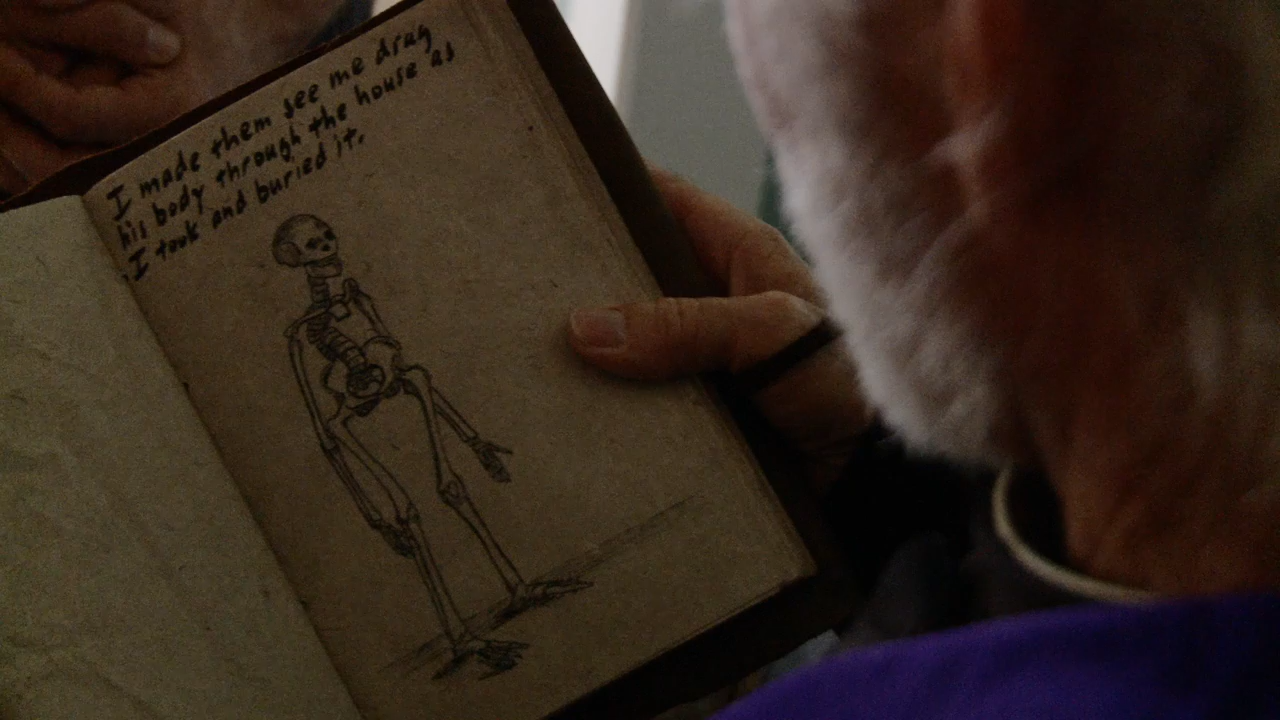 I made them see me drag
his body through the house as
I took and buried it.